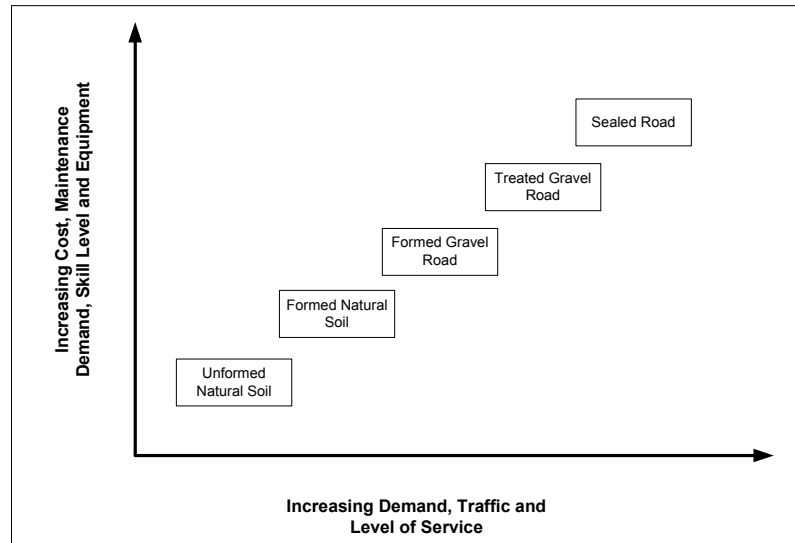 Increasing Cost, Maintenance
Demand, Skill Level and Equipment
Sealed Road
Treated Gravel
Road
Formed Gravel
Road
Formed Natural
Soil
Unformed
Natural Soil
Increasing Demand, Traffic and
Level of Service